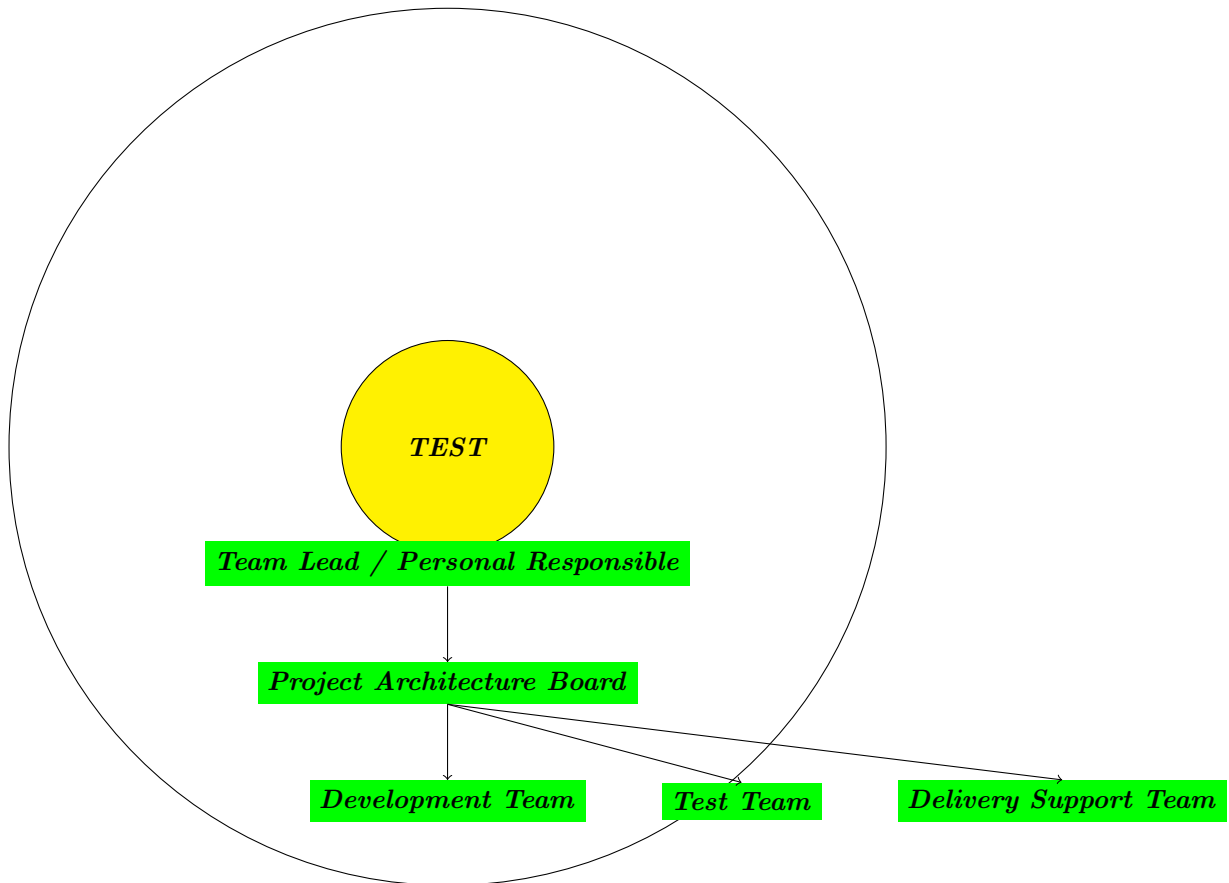 TEST
Team Lead / Personal Responsible
Project Architecture Board
Development Team
Test Team
Delivery Support Team